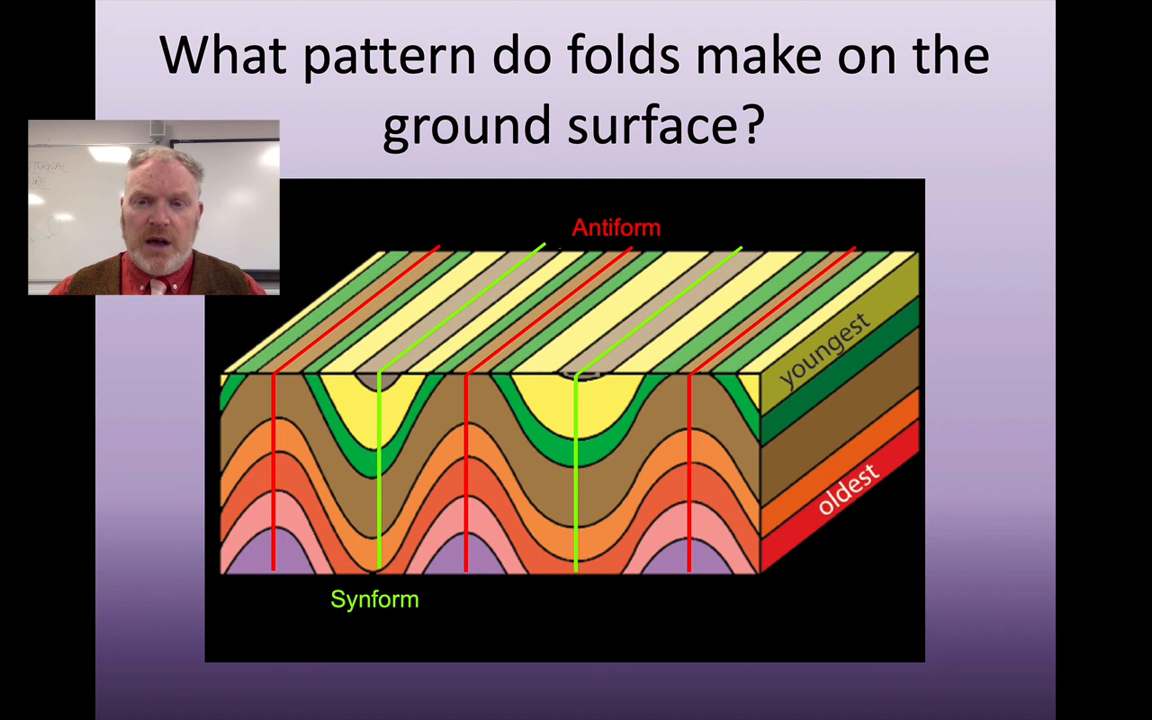 What pattern do folds make on the
ground surface?
Antiform
youngest
oldest
Synform